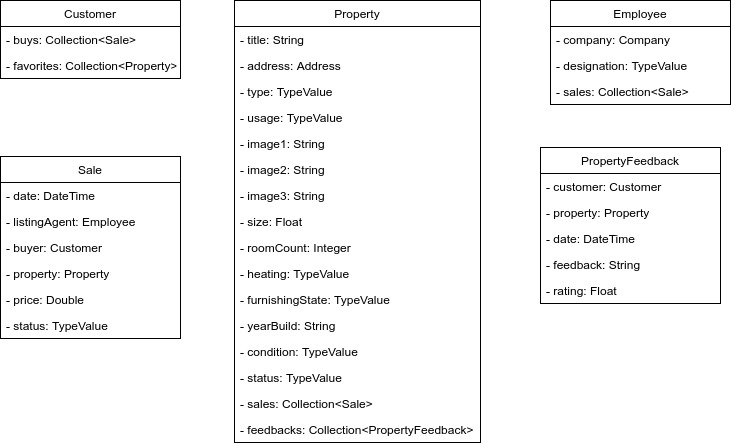 Customer
- buys: Collection<Sale>
- favorites: Collection<Property>
Sale
- date: DateTime
- listingAgent: Employee
- buyer: Customer
- property: Property
- price: Double
- status: TypeValue
Property
- title: String
- address: Address
- type: TypeValue
- usage: TypeValue
- image1: String
- image2: String
- image3: String
- size: Float
- roomCount: Integer
- heating: TypeValue
- furnishingState: TypeValue
- yearBuild: String
- condition: TypeValue
- status: TypeValue
- sales: Collection<Sale>
- feedbacks: Collection<PropertyFeedback>
Employee
- company: Company
- designation: TypeValue
- sales: Collection<Sale>
PropertyFeedback
- customer: Customer
- property: Property
- date: DateTime
- feedback: String
- rating: Float